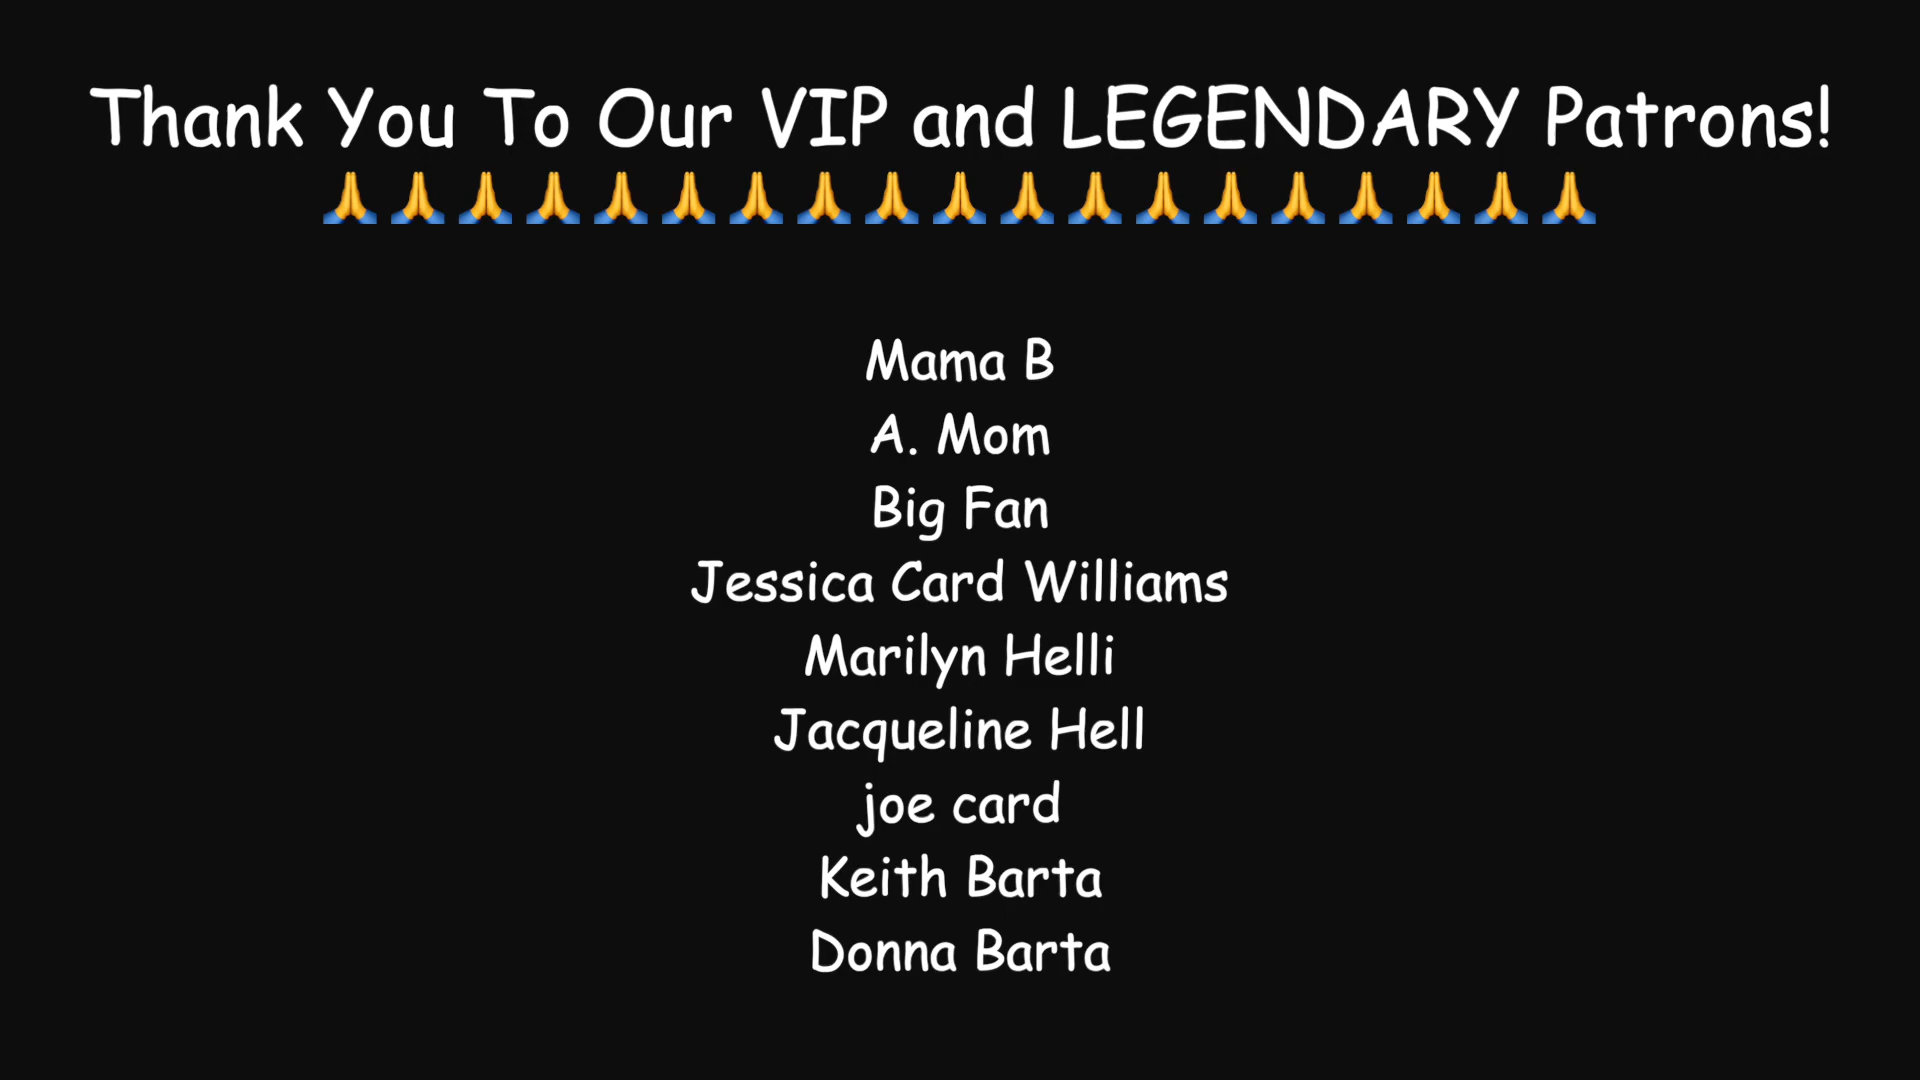 Thank You To Our VIP and LEGENDARY Patrons!
🙏🙏🙏🙏🙏🙏🙏🙏🙏🙏🙏🙏🙏🙏🙏🙏🙏🙏🙏
Mama B
A. Mom
Big Fan
Jessica Card Williams
Marilyn Helli
Jacqueline Hell
joe card
Keith Barta
Donna Barta